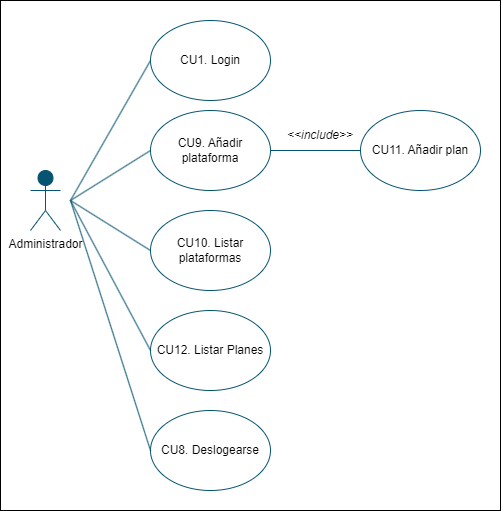 CU1. Login
<<include>>
CU9. Añadir
plataforma
CU11. Añadir plan
Administrador
CU10. Listar
plataformas
CU12. Listar Planes
CU8. Deslogearse